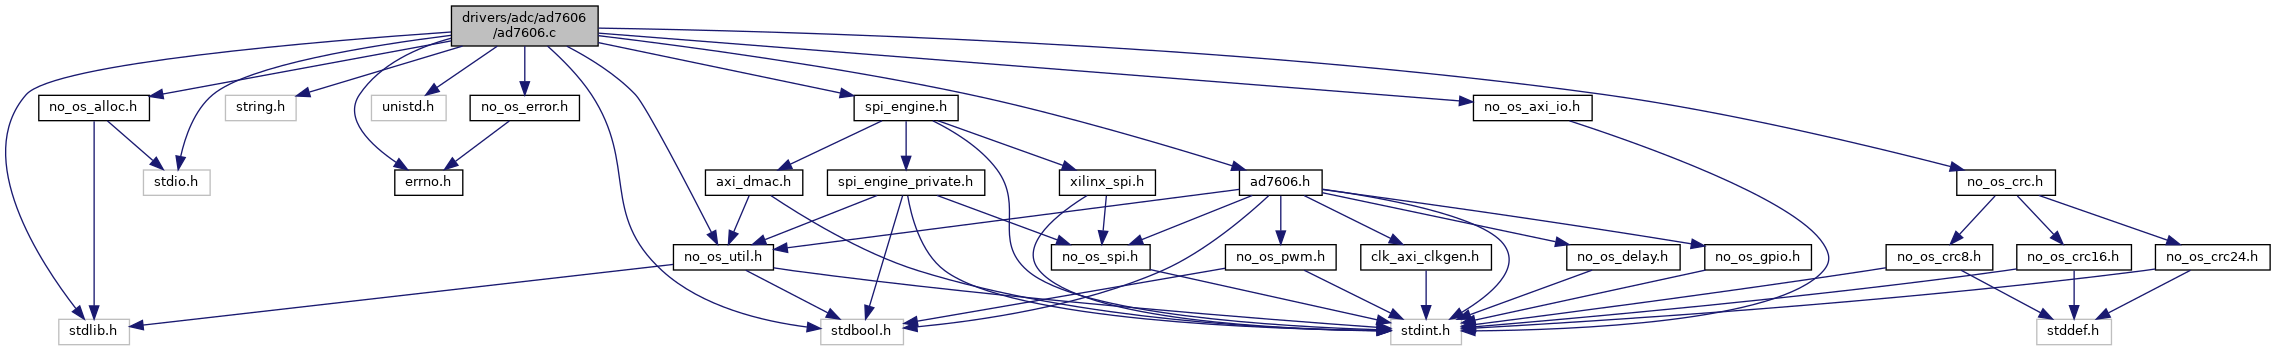 drivers/adc/ad7606
/ad7606.c
no_os_alloc.h
string.h
unistd.h
no_os_error.h
spi_engine.h
no_os_axi_io.h
stdio.h
errno.h
axi_dmac.h
spi_engine_private.h
xilinx_spi.h
ad7606.h
no_os_crc.h
no_os_util.h
no_os_spi.h
no_os_pwm.h
clk_axi_clkgen.h
no_os_delay.h
no_os_gpio.h
no_os_crc8.h
no_os_crc16.h
no_os_crc24.h
stdlib.h
stdbool.h
stdint.h
stddef.h